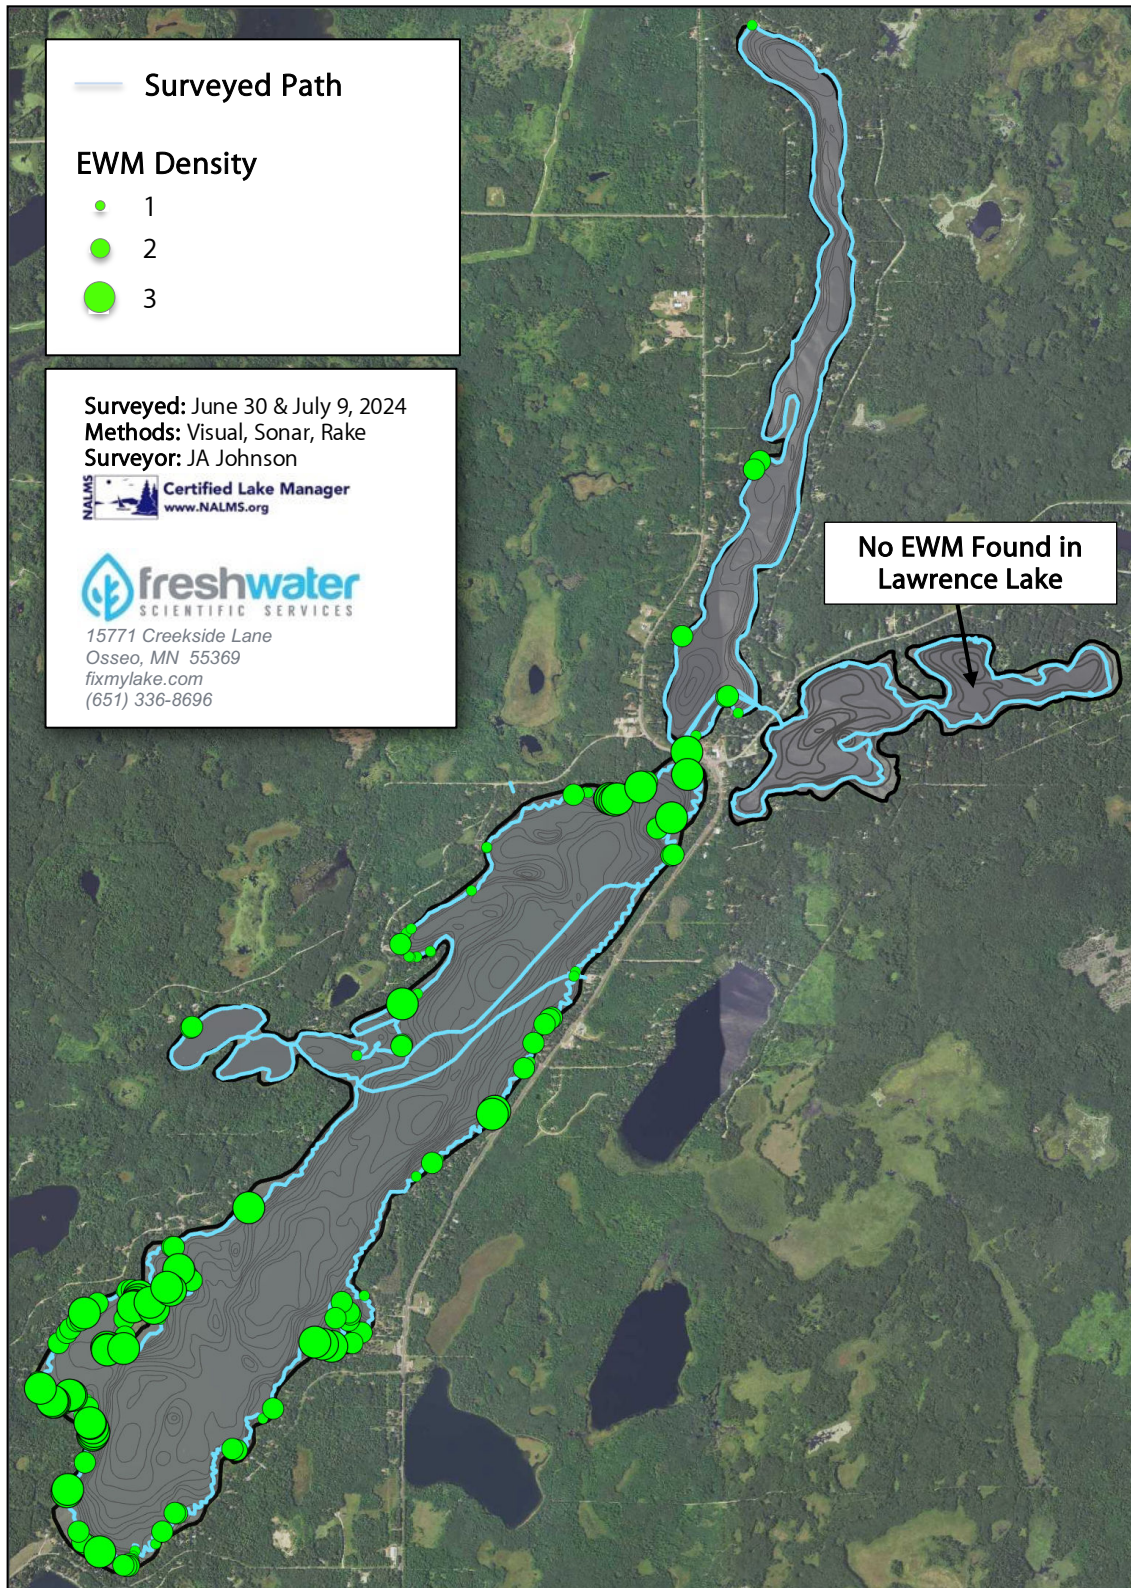 Surveyed Path
EWM Density
1
2
3
Surveyed: June 30 & July 9, 2024
Methods: Visual, Sonar, Rake
Surveyor: JA Johnson
NALMS
Certified Lake Manager
www.NALMS.org
freshwater
SCIENTIFIC SERVICES
15771 Creekside Lane
Osseo, MN 55369
fixmylake.com
(651) 336-8696
No EWM Found in
Lawrence Lake